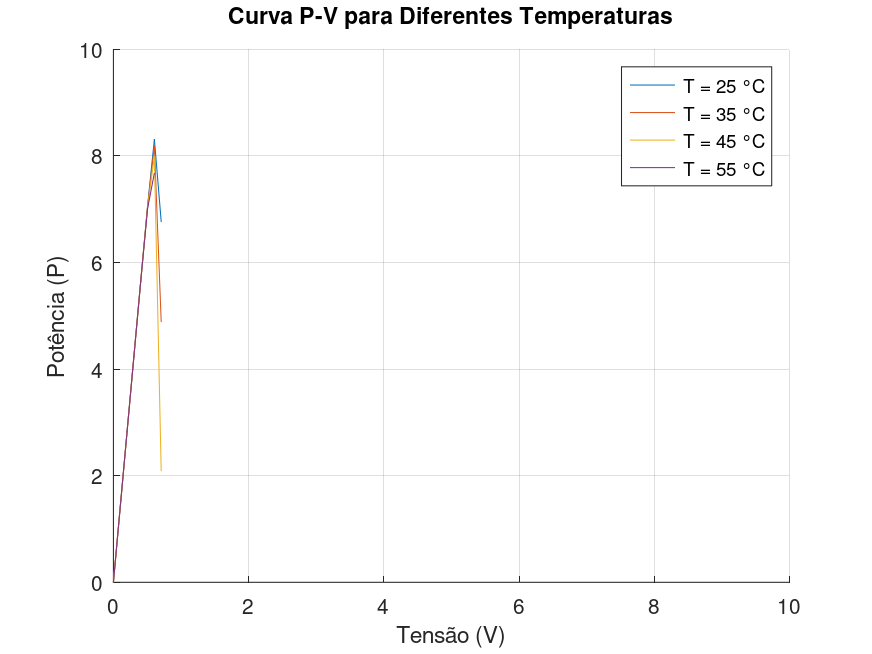 Curva P-V para Diferentes Temperaturas
10
8
6
4
2
0
Potência (P)
T = 25 °C
T = 35 °C
T = 45 °C
T = 55 °C
0 2 4 6 8 10
Tensão (V)